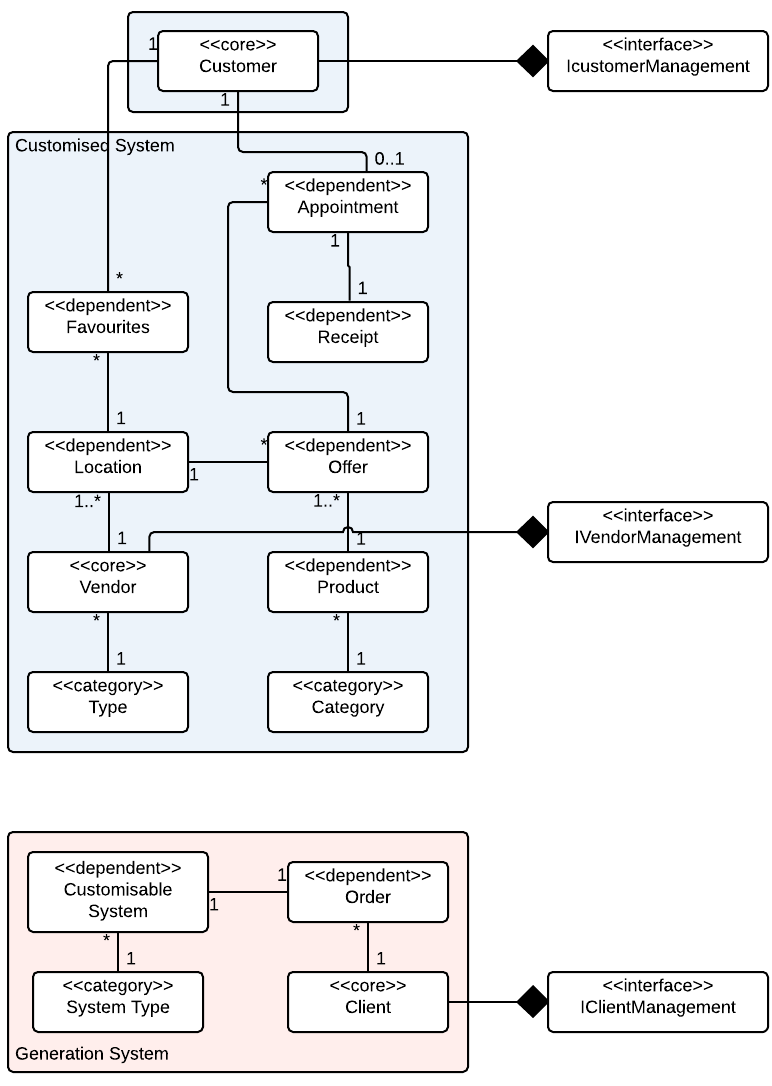 1
<<core>>
Customer
<<interface>>
IcustomerManagement
1
Customised System
0..1
*
<<dependent>>
Appointment
1
*
1
<<dependent>>
Favourites
<<dependent>>
Receipt
*
1
1
<<dependent>>
Location
*
1
<<dependent>>
Offer
1..*
1..*
<<interface>>
IVendorManagement
1
1
<<core>>
Vendor
<<dependent>>
Product
*
*
1
1
<<category>>
Type
<<category>>
Category
<<dependent>>
Customisable
System
1
1
<<dependent>>
Order
*
*
1
1
<<category>>
System Type
<<core>>
Client
<<interface>>
IClientManagement
Generation System